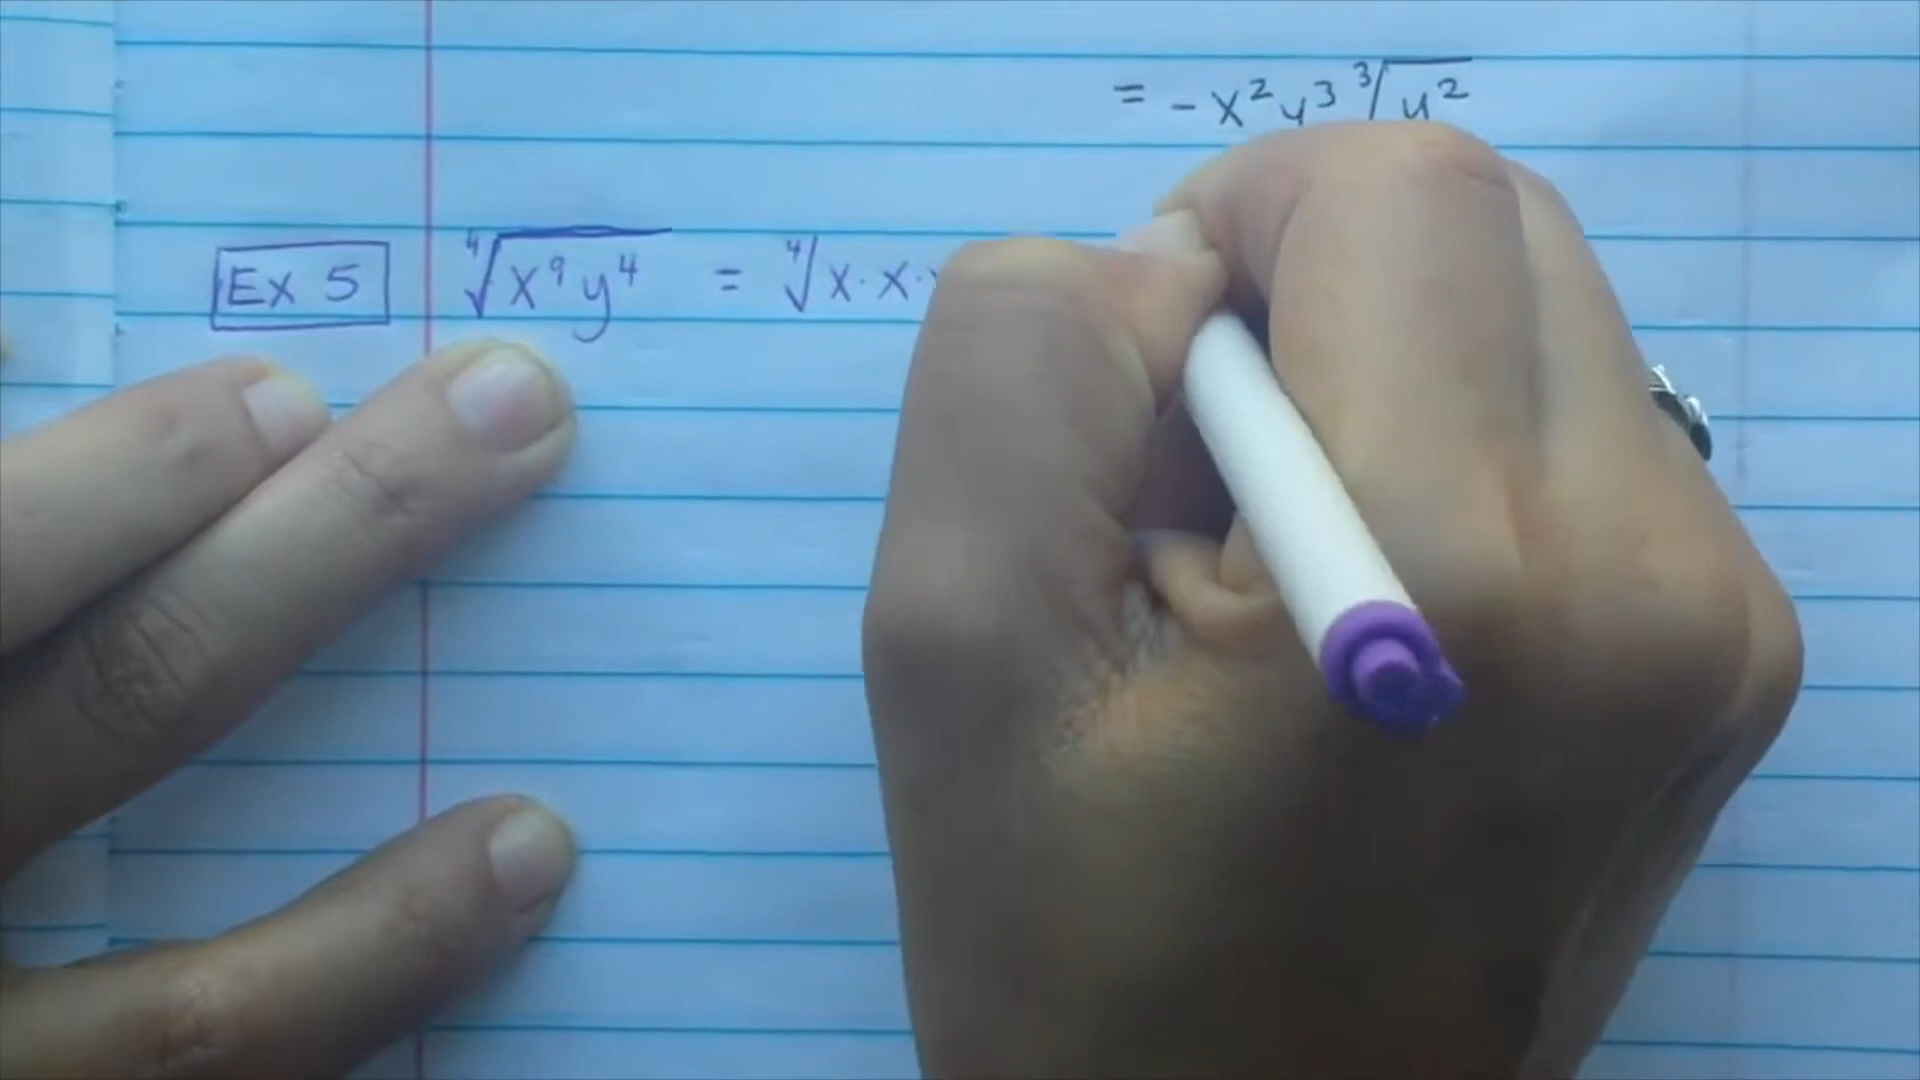 = -x²y³ ∛y²
Ex 5 ⁴√x⁹y⁴ = ⁴√x·x·